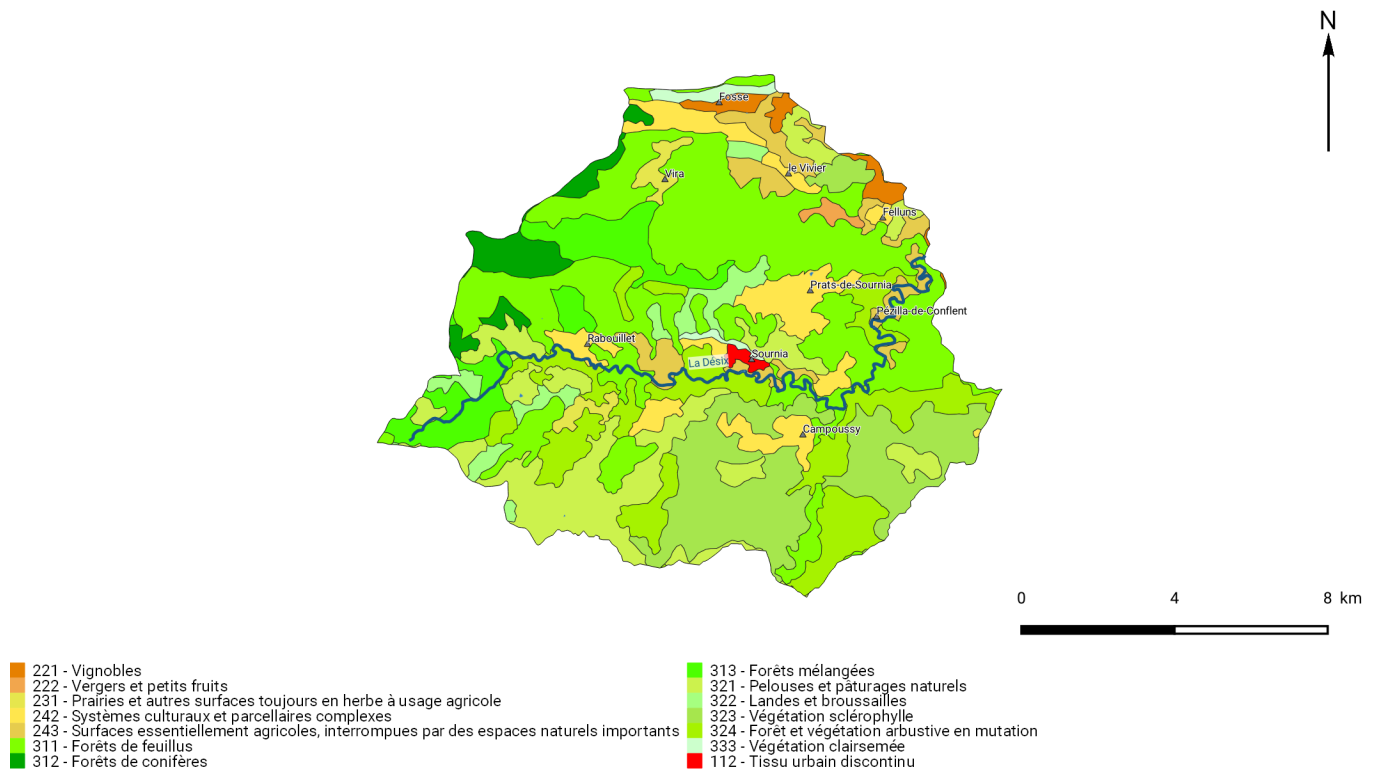 N
Fosse
Vira
le Vivier
Felluns
Prats-de-Sournia
Pézilla-de-Conflent
Rabouillet
Sournia
La Désix
Campoussy
0 4 8 km
221 - Vignobles
222 - Vergers et petits fruits
231 - Prairies et autres surfaces toujours en herbe à usage agricole
242 - Systèmes culturaux et parcellaires complexes
243 - Surfaces essentiellement agricoles, interrompues par des espaces naturels importants
311 - Forêts de feuillus
312 - Forêts de conifères
313 - Forêts mélangées
321 - Pelouses et pâturages naturels
322 - Landes et broussailles
323 - Végétation sclérophylle
324 - Forêt et végétation arbustive en mutation
333 - Végétation clairsemée
112 - Tissu urbain discontinu